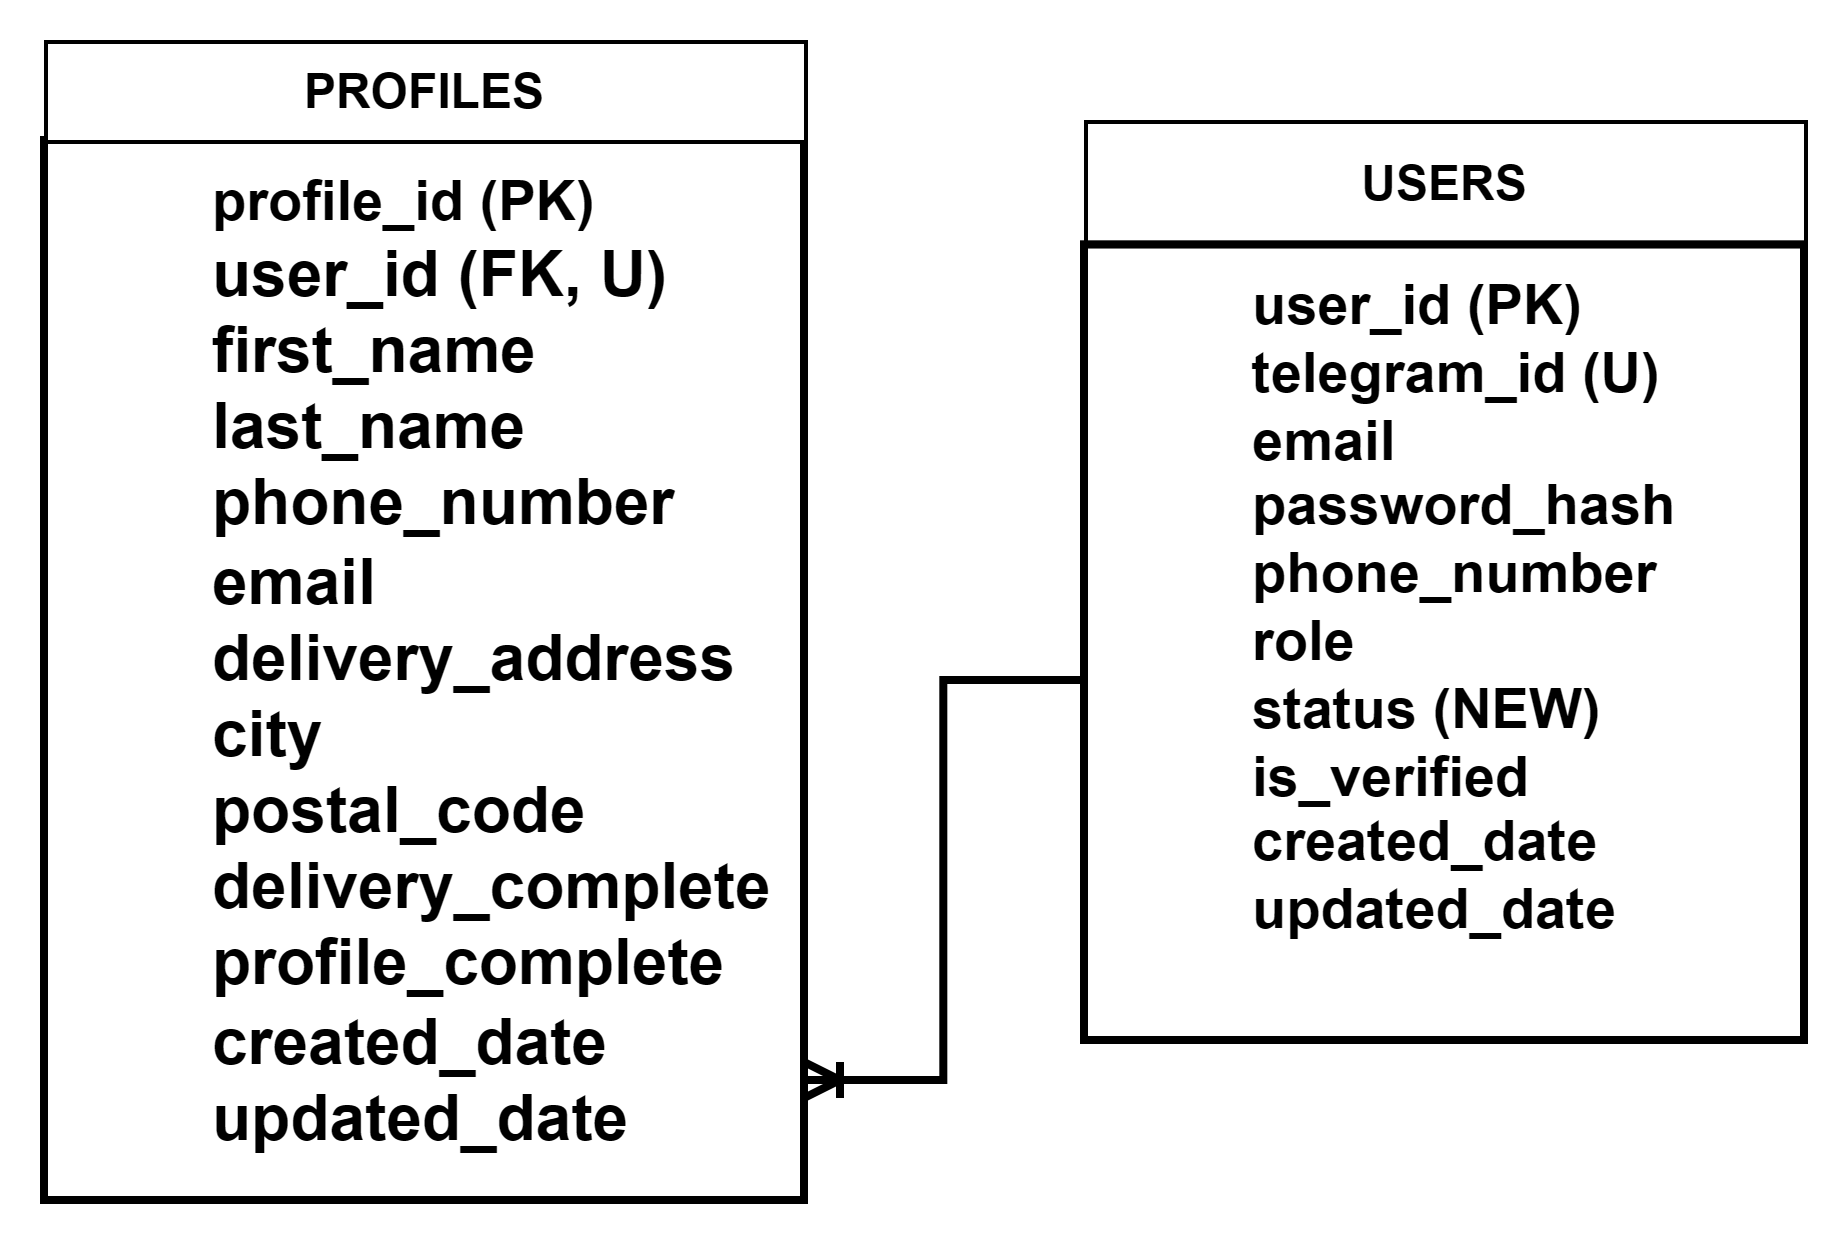 PROFILES
profile_id (PK)
user_id (FK, U)
first_name
last_name
phone_number
email
delivery_address
city
postal_code
delivery_complete
profile_complete
created_date
updated_date
USERS
user_id (PK)
telegram_id (U)
email
password_hash
phone_number
role
status (NEW)
is_verified
created_date
updated_date